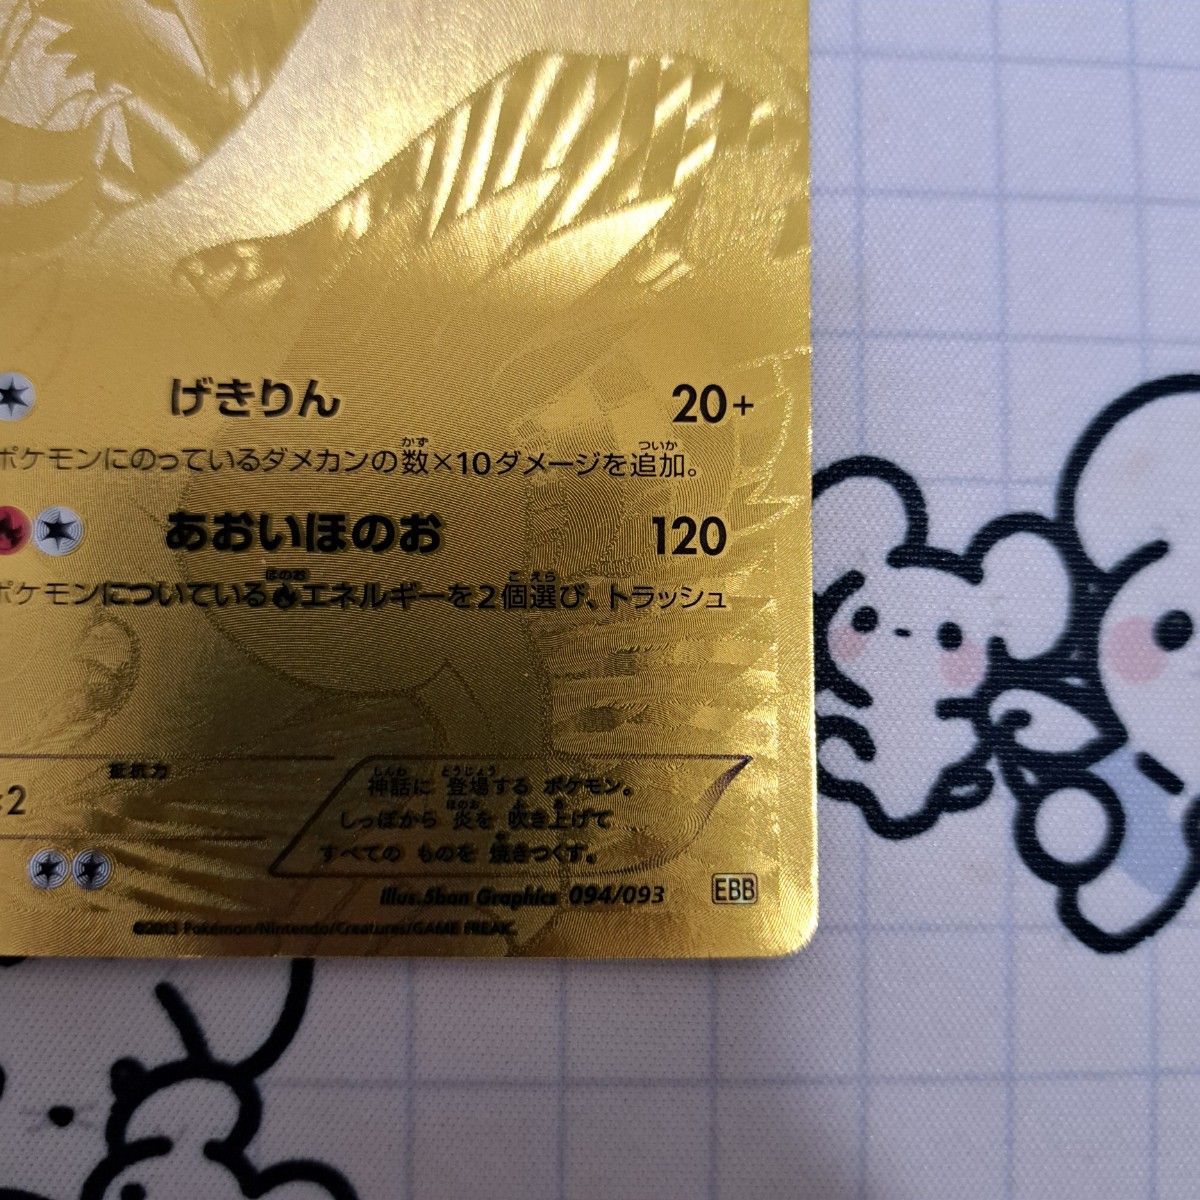 げきりん 20+
ポケモンにのっているダメカンの数×10ダメージを追加。
あおいほのお 120
ポケモンについているエネルギーを2個選び、トラッシュ
抵抗力
×2
神話に 登場する ポケモン。
しっぽから 炎を 吹き上げて
すべての ものを 焼きつくす。
illus.5ban Graphics 094/093 EBB
©2013 Pokémon/Nintendo/Creatures/GAME FREAK.